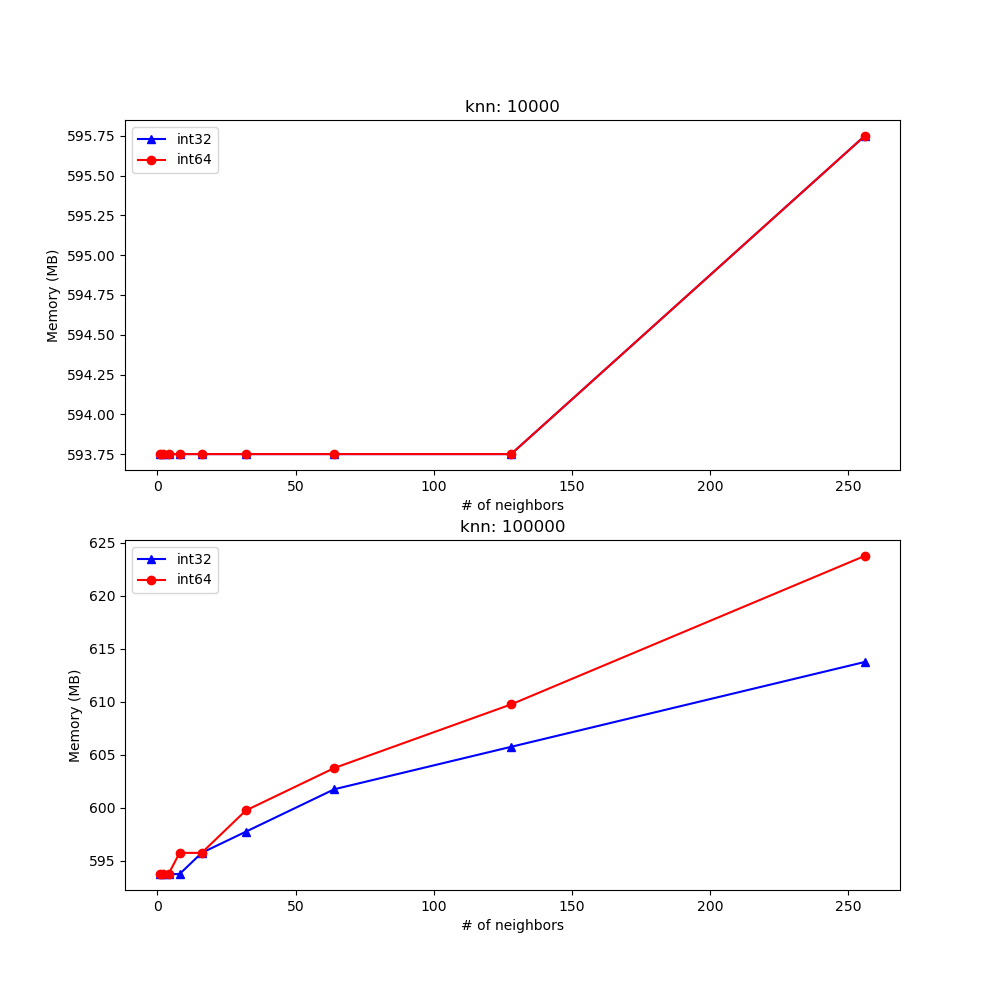 knn: 10000
int32
int64
Memory (MB)
595.75
595.50
595.25
595.00
594.75
594.50
594.25
594.00
593.75
0 50 100 150 200 250
# of neighbors
knn: 100000
int32
int64
Memory (MB)
625
620
615
610
605
600
595
0 50 100 150 200 250
# of neighbors